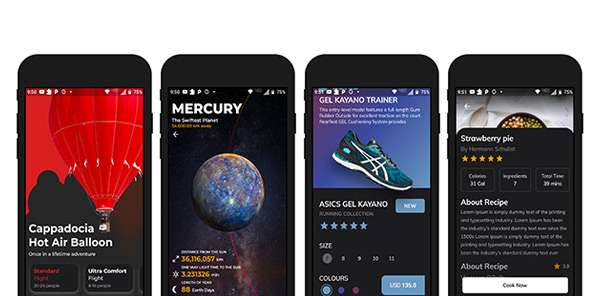 9:50
75%
Cappadocia
Hot Air Balloon
Once in a lifetime adventure
Standard
Flight
20-24 people
Ultra Comfort
Flight
8-16 people
9:50
75%
MERCURY
The Swiftest Planet
54.800.00 km away
DISTANCE FROM THE SUN
36,116,057 km
ONE WAY LIGHT TIME TO THE SUN
3.231326 min
LENGTH OF YEAR
88 Earth Days
9:51
75%
GEL KAYANO TRAINER
This entry-level model features a full-length Gum
Rubber Outsole for excellent traction on the court.
Rearfoot GEL Cushioning System provides
ASICS GEL KAYANO
NEW
RUNNING COLLECTION
SIZE
7 8 9 10 11
COLOURS
USD 135.0
9:51
75%
Strawberry pie
By Hermann Schulist
Calories
31 Cal
Ingredients
7
Total Time
39 mins
About Recipe
Lorem Ipsum is simply dummy text of the printing
and typesetting industry. Lorem Ipsum has been
the industry's standard dummy text ever since the
1500s. Lorem Ipsum is simply dummy text of the
printing and typesetting industry. Lorem Ipsum
has been the industry's standard dummy text
About Recipe
3.8
Cook Now